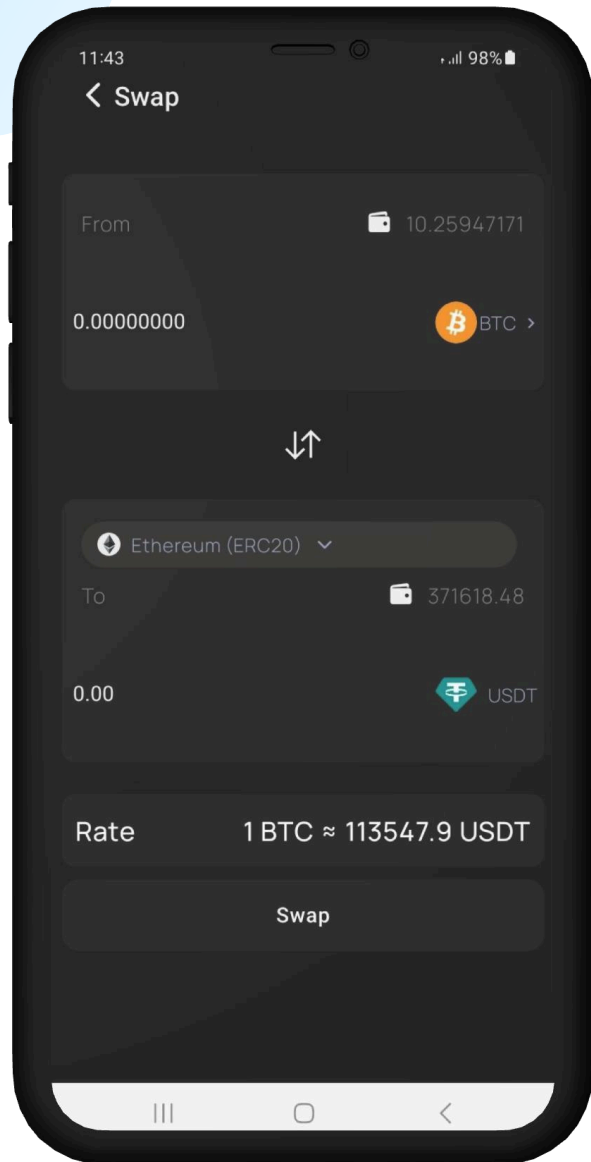 11:43 98%
Swap
From 10.25947171
0.00000000 BTC >
Ethereum (ERC20)
To 371618.48
0.00 USDT
Rate 1 BTC ≈ 113547.9 USDT
Swap